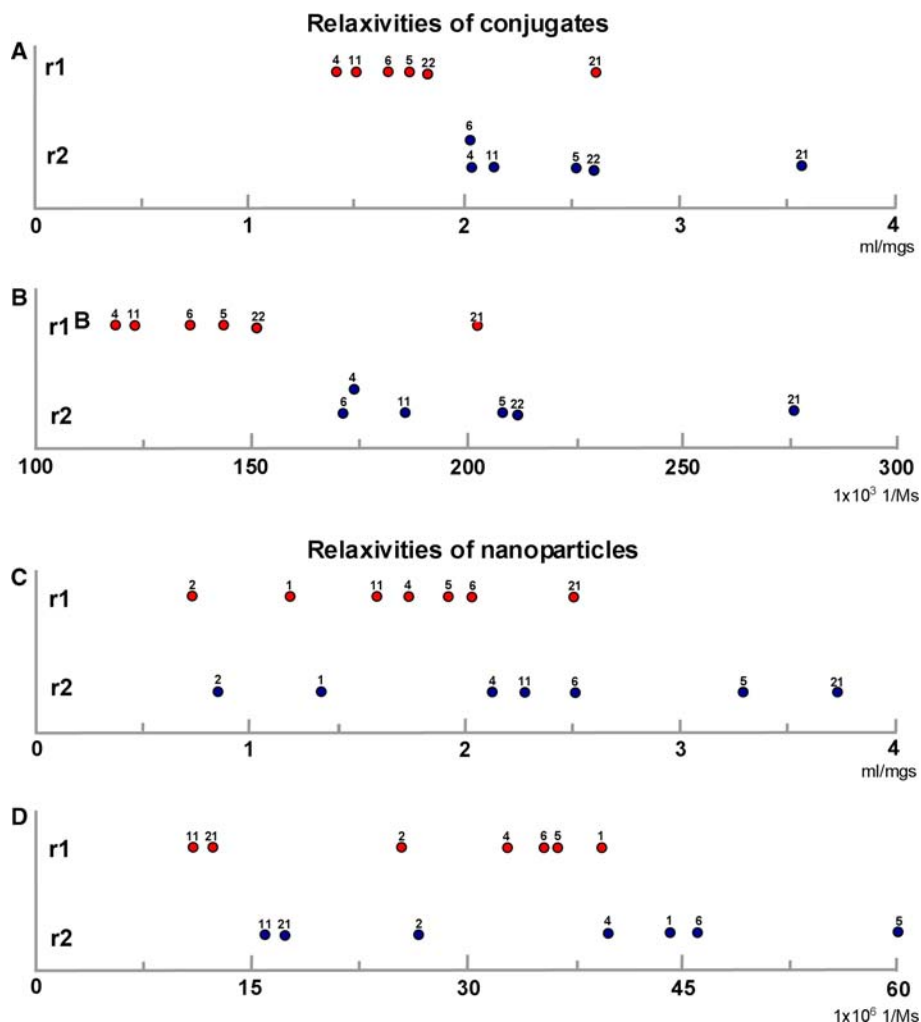 Relaxivities of conjugates
A
r1
4 11 6 5 22 21
6
r2
4 11 5 22 21
0 1 2 3 4
ml/mgs
B
r1 B
4 11 6 5 22 21
4
r2
6 11 5 22 21
100 150 200 250 300
1x10³ 1/Ms
Relaxivities of nanoparticles
C
r1
2 1 11 4 5 6 21
r2
2 1 4 11 6 5 21
0 1 2 3 4
ml/mgs
D
r1
11 21 2 4 6 5 1
r2
11 21 2 4 1 6 5
0 15 30 45 60
1x10⁶ 1/Ms